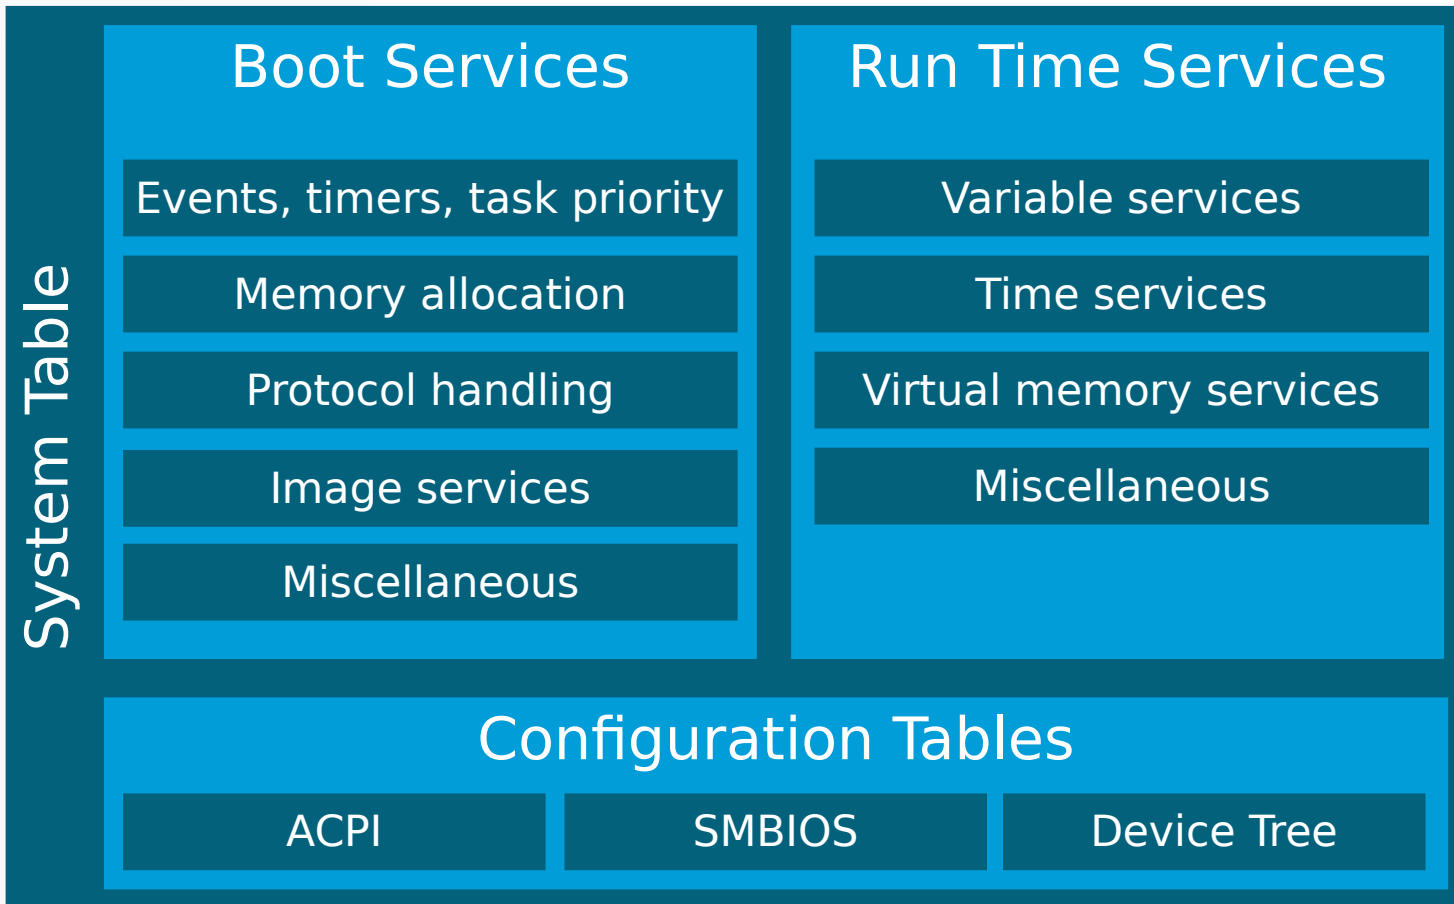 System Table
Boot Services
Events, timers, task priority
Memory allocation
Protocol handling
Image services
Miscellaneous
Run Time Services
Variable services
Time services
Virtual memory services
Miscellaneous
Configuration Tables
ACPI
SMBIOS
Device Tree